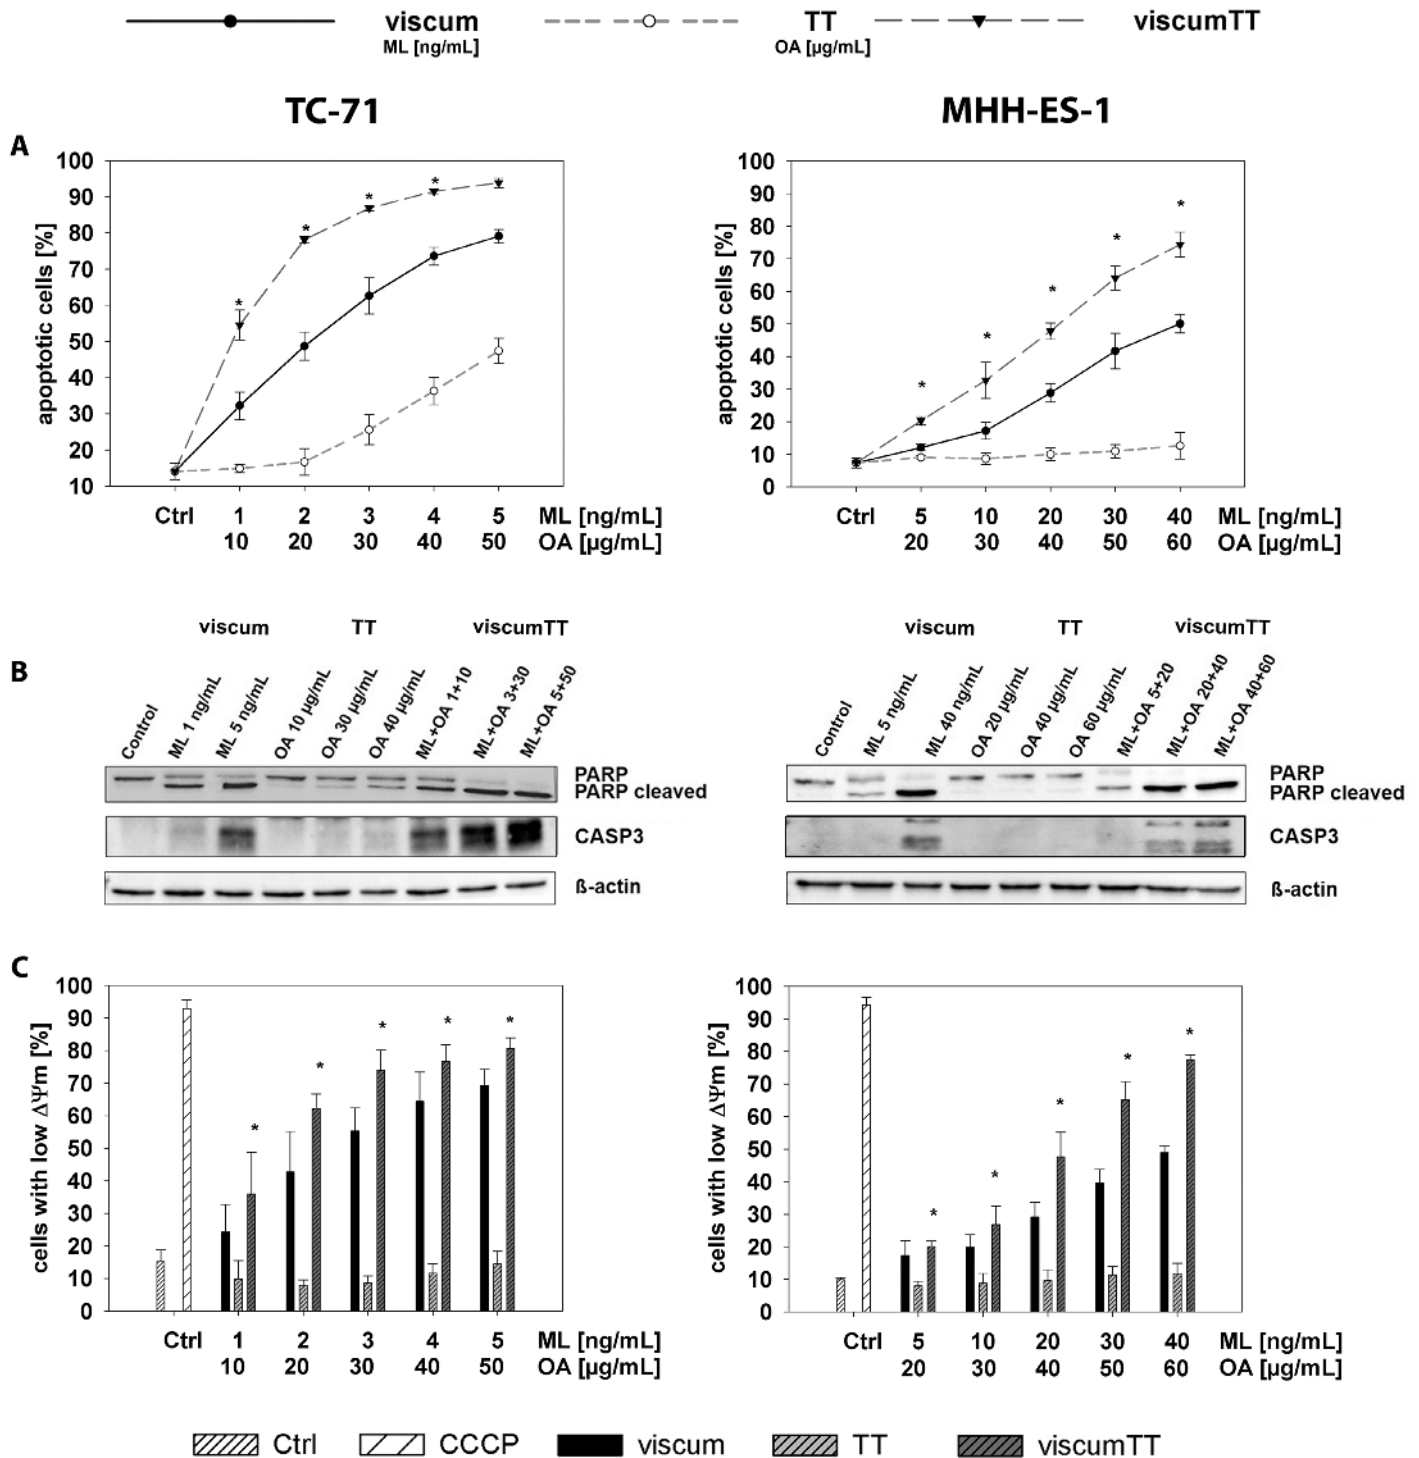 viscum TT viscumTT
ML [ng/mL] OA [µg/mL]
TC-71 MHH-ES-1
A
100 100
90 90
80 80
70 70
60 60
50 50
40 40
30 30
20 20
10 10
0
apoptotic cells [%] apoptotic cells [%]
* * * * * * * * *
Ctrl 1 2 3 4 5 ML [ng/mL] Ctrl 5 10 20 30 40 ML [ng/mL]
10 20 30 40 50 OA [µg/mL] 20 30 40 50 60 OA [µg/mL]
viscum TT viscumTT viscum TT viscumTT
B
Control ML 1 ng/mL ML 5 ng/mL OA 10 µg/mL OA 30 µg/mL OA 40 µg/mL ML+OA 1+10 ML+OA 3+30 ML+OA 5+50
Control ML 5 ng/mL ML 40 ng/mL OA 20 µg/mL OA 40 µg/mL OA 60 µg/mL ML+OA 5+20 ML+OA 20+40 ML+OA 40+60
PARP PARP
PARP cleaved PARP cleaved
CASP3 CASP3
ß-actin ß-actin
C
100 100
90 90
80 80
70 70
60 60
50 50
40 40
30 30
20 20
10 10
0 0
cells with low ΔΨm [%] cells with low ΔΨm [%]
* * * * * * * * * *
Ctrl 1 2 3 4 5 ML [ng/mL] Ctrl 5 10 20 30 40 ML [ng/mL]
10 20 30 40 50 OA [µg/mL] 20 30 40 50 60 OA [µg/mL]
Ctrl CCCP viscum TT viscumTT